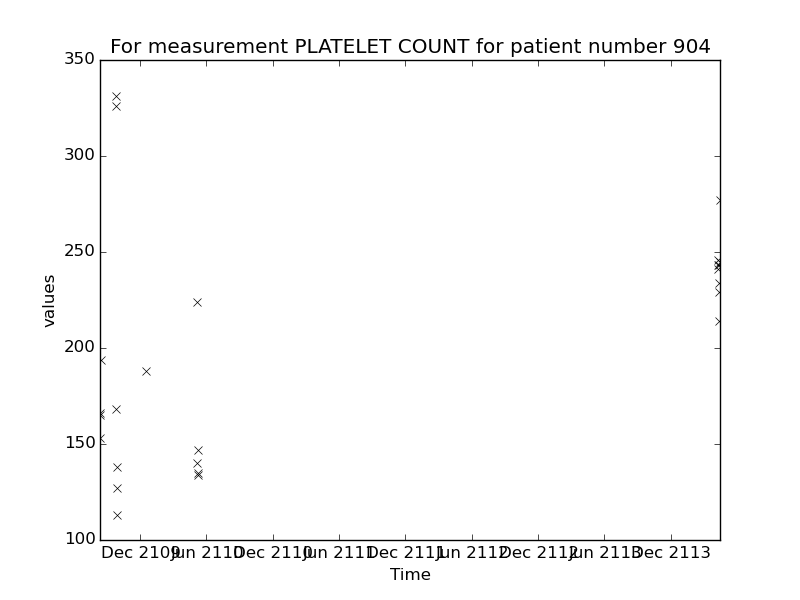 For measurement PLATELET COUNT for patient number 904
350
300
250
200
150
100
values
Dec 2109 Jun 2110 Dec 2110 Jun 2111 Dec 2111 Jun 2112 Dec 2112 Jun 2113 Dec 2113
Time